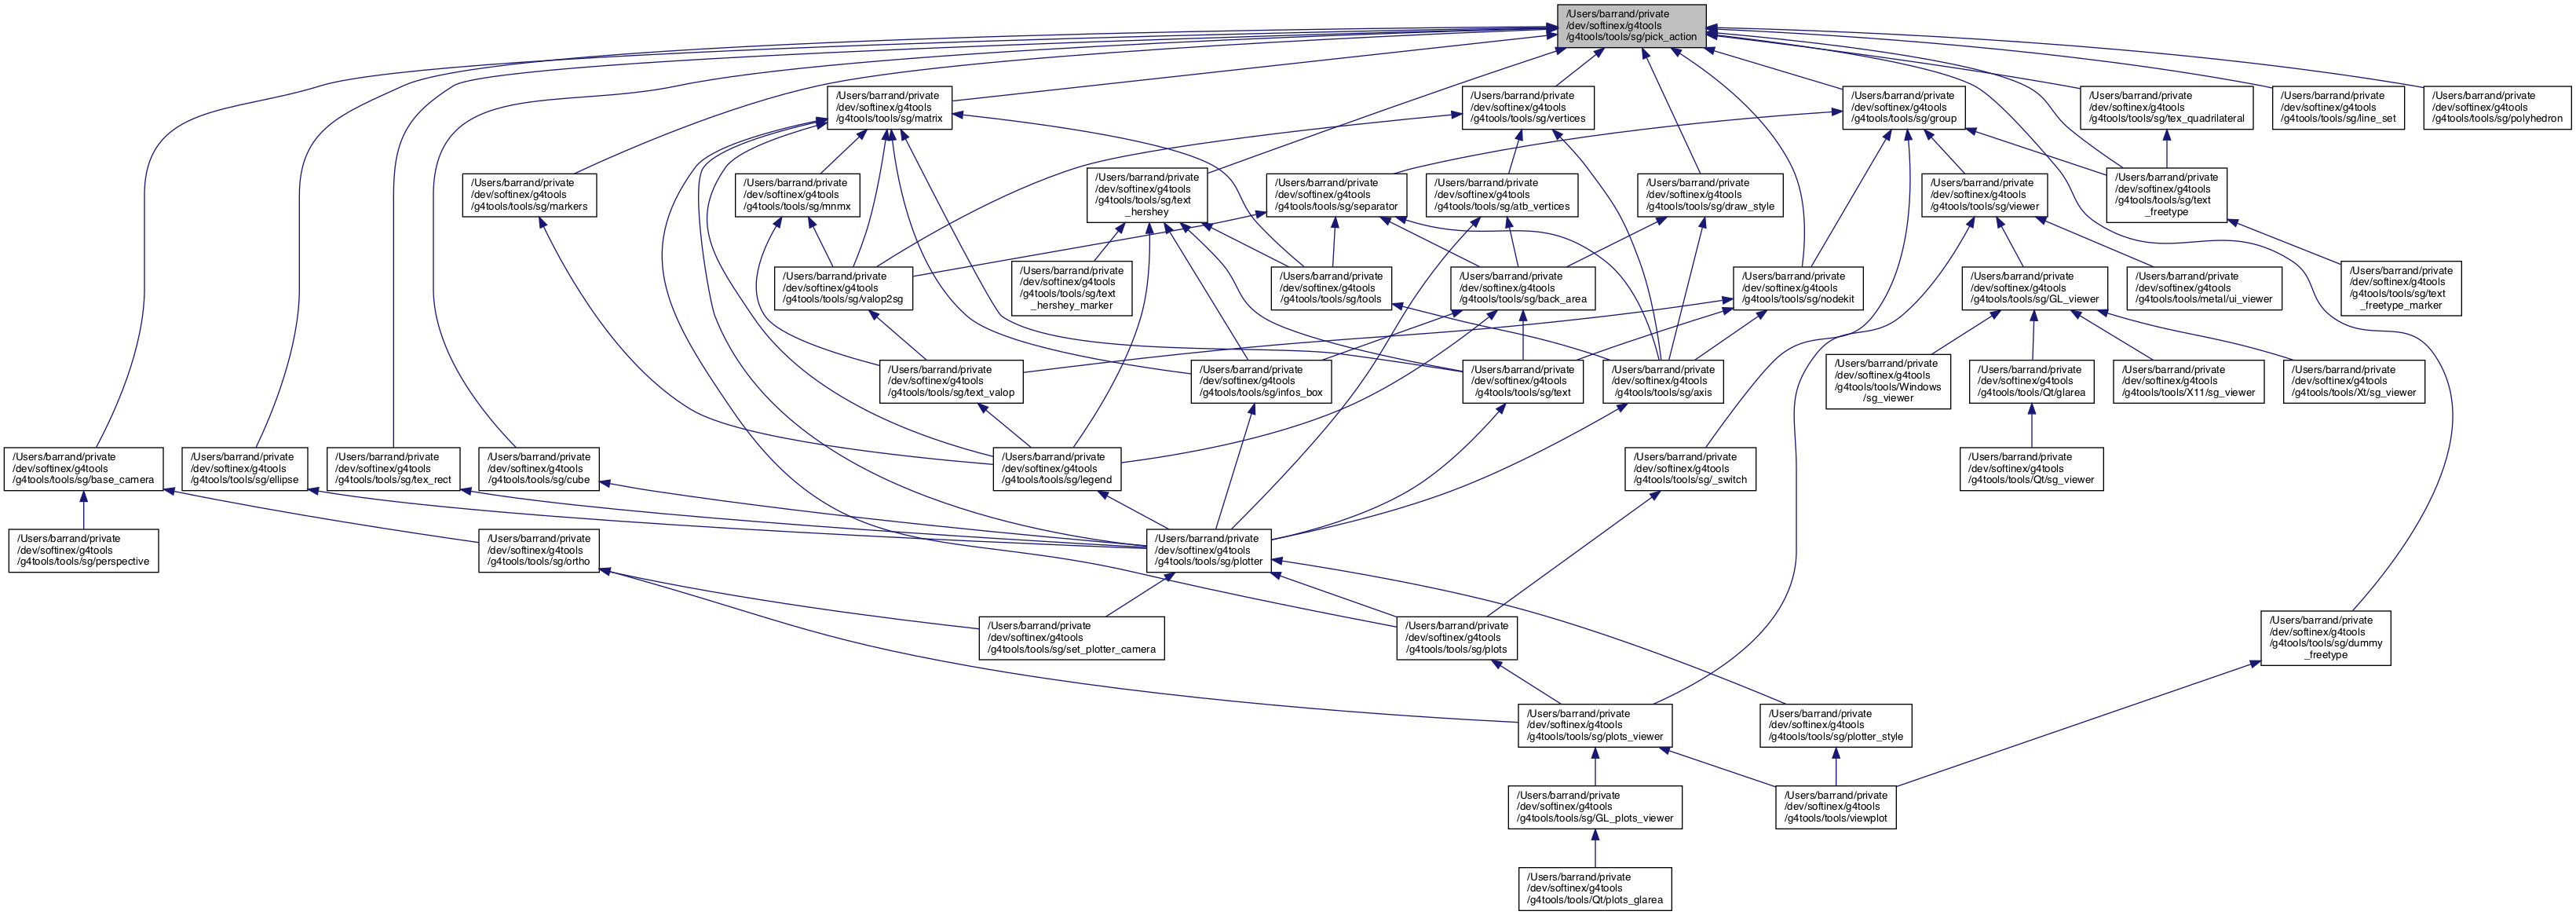 /Users/barrand/private
/dev/softinex/g4tools
/g4tools/tools/sg/pick_action
/Users/barrand/private
/dev/softinex/g4tools
/g4tools/tools/sg/matrix
/Users/barrand/private
/dev/softinex/g4tools
/g4tools/tools/sg/vertices
/Users/barrand/private
/dev/softinex/g4tools
/g4tools/tools/sg/group
/Users/barrand/private
/dev/softinex/g4tools
/g4tools/tools/sg/tex_quadrilateral
/Users/barrand/private
/dev/softinex/g4tools
/g4tools/tools/sg/line_set
/Users/barrand/private
/dev/softinex/g4tools
/g4tools/tools/sg/polyhedron
/Users/barrand/private
/dev/softinex/g4tools
/g4tools/tools/sg/markers
/Users/barrand/private
/dev/softinex/g4tools
/g4tools/tools/sg/mnmx
/Users/barrand/private
/dev/softinex/g4tools
/g4tools/tools/sg/text
_hershey
/Users/barrand/private
/dev/softinex/g4tools
/g4tools/tools/sg/separator
/Users/barrand/private
/dev/softinex/g4tools
/g4tools/tools/sg/atb_vertices
/Users/barrand/private
/dev/softinex/g4tools
/g4tools/tools/sg/draw_style
/Users/barrand/private
/dev/softinex/g4tools
/g4tools/tools/sg/viewer
/Users/barrand/private
/dev/softinex/g4tools
/g4tools/tools/sg/text
_freetype
/Users/barrand/private
/dev/softinex/g4tools
/g4tools/tools/sg/valop2sg
/Users/barrand/private
/dev/softinex/g4tools
/g4tools/tools/sg/text
_hershey_marker
/Users/barrand/private
/dev/softinex/g4tools
/g4tools/tools/sg/tools
/Users/barrand/private
/dev/softinex/g4tools
/g4tools/tools/sg/back_area
/Users/barrand/private
/dev/softinex/g4tools
/g4tools/tools/sg/nodekit
/Users/barrand/private
/dev/softinex/g4tools
/g4tools/tools/sg/GL_viewer
/Users/barrand/private
/dev/softinex/g4tools
/g4tools/tools/metal/ui_viewer
/Users/barrand/private
/dev/softinex/g4tools
/g4tools/tools/sg/text
_freetype_marker
/Users/barrand/private
/dev/softinex/g4tools
/g4tools/tools/sg/text_valop
/Users/barrand/private
/dev/softinex/g4tools
/g4tools/tools/sg/infos_box
/Users/barrand/private
/dev/softinex/g4tools
/g4tools/tools/sg/text
/Users/barrand/private
/dev/softinex/g4tools
/g4tools/tools/sg/axis
/Users/barrand/private
/dev/softinex/g4tools
/g4tools/tools/Windows
/sg_viewer
/Users/barrand/private
/dev/softinex/g4tools
/g4tools/tools/Qt/glarea
/Users/barrand/private
/dev/softinex/g4tools
/g4tools/tools/X11/sg_viewer
/Users/barrand/private
/dev/softinex/g4tools
/g4tools/tools/Xt/sg_viewer
/Users/barrand/private
/dev/softinex/g4tools
/g4tools/tools/sg/base_camera
/Users/barrand/private
/dev/softinex/g4tools
/g4tools/tools/sg/ellipse
/Users/barrand/private
/dev/softinex/g4tools
/g4tools/tools/sg/tex_rect
/Users/barrand/private
/dev/softinex/g4tools
/g4tools/tools/sg/cube
/Users/barrand/private
/dev/softinex/g4tools
/g4tools/tools/sg/legend
/Users/barrand/private
/dev/softinex/g4tools
/g4tools/tools/sg/_switch
/Users/barrand/private
/dev/softinex/g4tools
/g4tools/tools/Qt/sg_viewer
/Users/barrand/private
/dev/softinex/g4tools
/g4tools/tools/sg/perspective
/Users/barrand/private
/dev/softinex/g4tools
/g4tools/tools/sg/ortho
/Users/barrand/private
/dev/softinex/g4tools
/g4tools/tools/sg/plotter
/Users/barrand/private
/dev/softinex/g4tools
/g4tools/tools/sg/set_plotter_camera
/Users/barrand/private
/dev/softinex/g4tools
/g4tools/tools/sg/plots
/Users/barrand/private
/dev/softinex/g4tools
/g4tools/tools/sg/dummy
_freetype
/Users/barrand/private
/dev/softinex/g4tools
/g4tools/tools/sg/plots_viewer
/Users/barrand/private
/dev/softinex/g4tools
/g4tools/tools/sg/plotter_style
/Users/barrand/private
/dev/softinex/g4tools
/g4tools/tools/sg/GL_plots_viewer
/Users/barrand/private
/dev/softinex/g4tools
/g4tools/tools/viewplot
/Users/barrand/private
/dev/softinex/g4tools
/g4tools/tools/Qt/plots_glarea